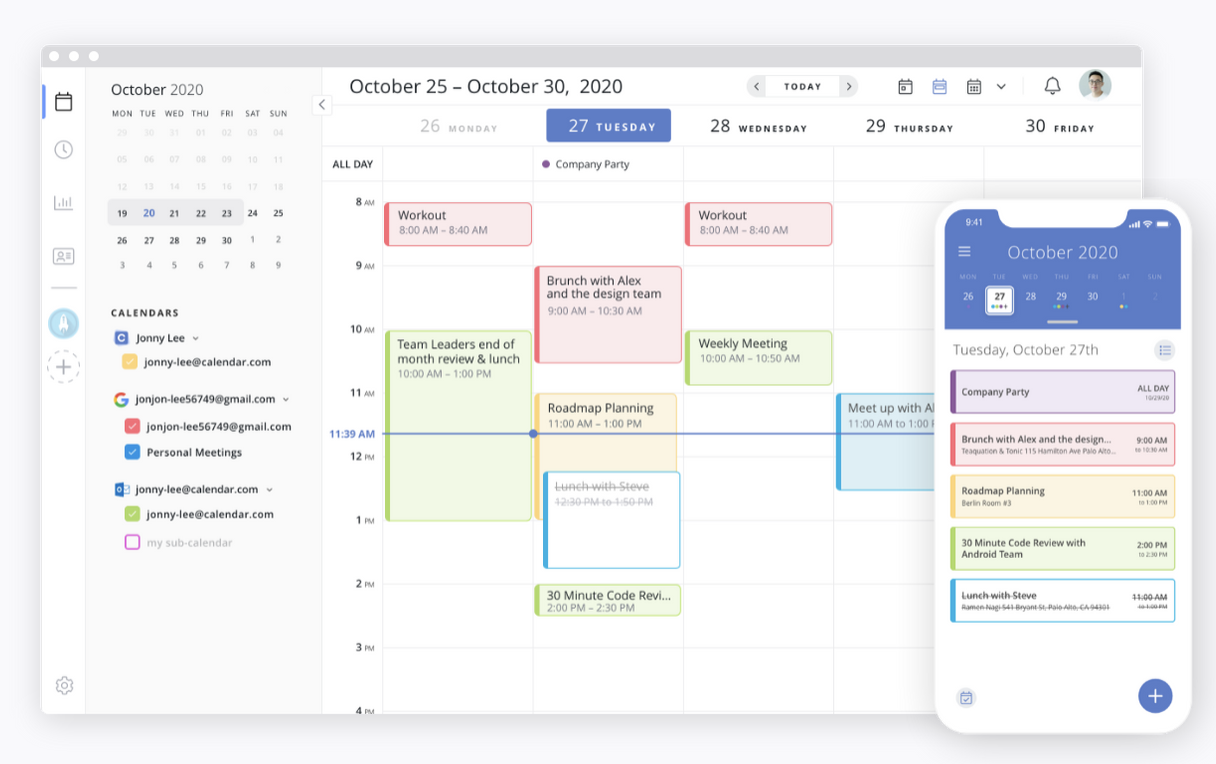 October 2020
MON TUE WED THU FRI SAT SUN
29 30 31 01 02 03 04
05 06 07 08 09 10 11
12 13 14 15 16 17 18
19 20 21 22 23 24 25
26 27 28 29 30 1 2
3 4 5 6 7 8 9
CALENDARS
Jonny Lee
jonny-lee@calendar.com
jonjon-lee56749@gmail.com
jonjon-lee56749@gmail.com
Personal Meetings
jonny-lee@calendar.com
jonny-lee@calendar.com
my sub-calendar
October 25 – October 30, 2020
TODAY
26 MONDAY
27 TUESDAY
28 WEDNESDAY
29 THURSDAY
30 FRIDAY
ALL DAY
Company Party
8 AM
9 AM
10 AM
11 AM
11:39 AM
12 PM
1 PM
2 PM
3 PM
4 PM
Workout
8:00 AM – 8:40 AM
Team Leaders end of
month review & lunch
10:00 AM – 1:00 PM
Brunch with Alex
and the design team
9:00 AM – 10:30 AM
Roadmap Planning
11:00 AM – 1:00 PM
Lunch with Steve
12:30 PM to 1:50 PM
30 Minute Code Revi...
2:00 PM – 2:30 PM
Workout
8:00 AM – 8:40 AM
Weekly Meeting
10:00 AM – 10:50 AM
Meet up with Al
11:00 AM to 1:00
9:41
October 2020
MON TUE WED THU FRI SAT SUN
26 27 28 29 30 1 2
Tuesday, October 27th
Company Party
ALL DAY
10/29/20
Brunch with Alex and the design...
Teaquation & Tonic 115 Hamilton Ave Palo Alto...
9:00 AM
to 10:30 AM
Roadmap Planning
Berlin Room #3
11:00 AM
to 1:00 PM
30 Minute Code Review with
Android Team
2:00 PM
to 2:30 PM
Lunch with Steve
Ramen Nagi 541 Bryant St, Palo Alto, CA 94301
11:00 AM
to 1:00 PM